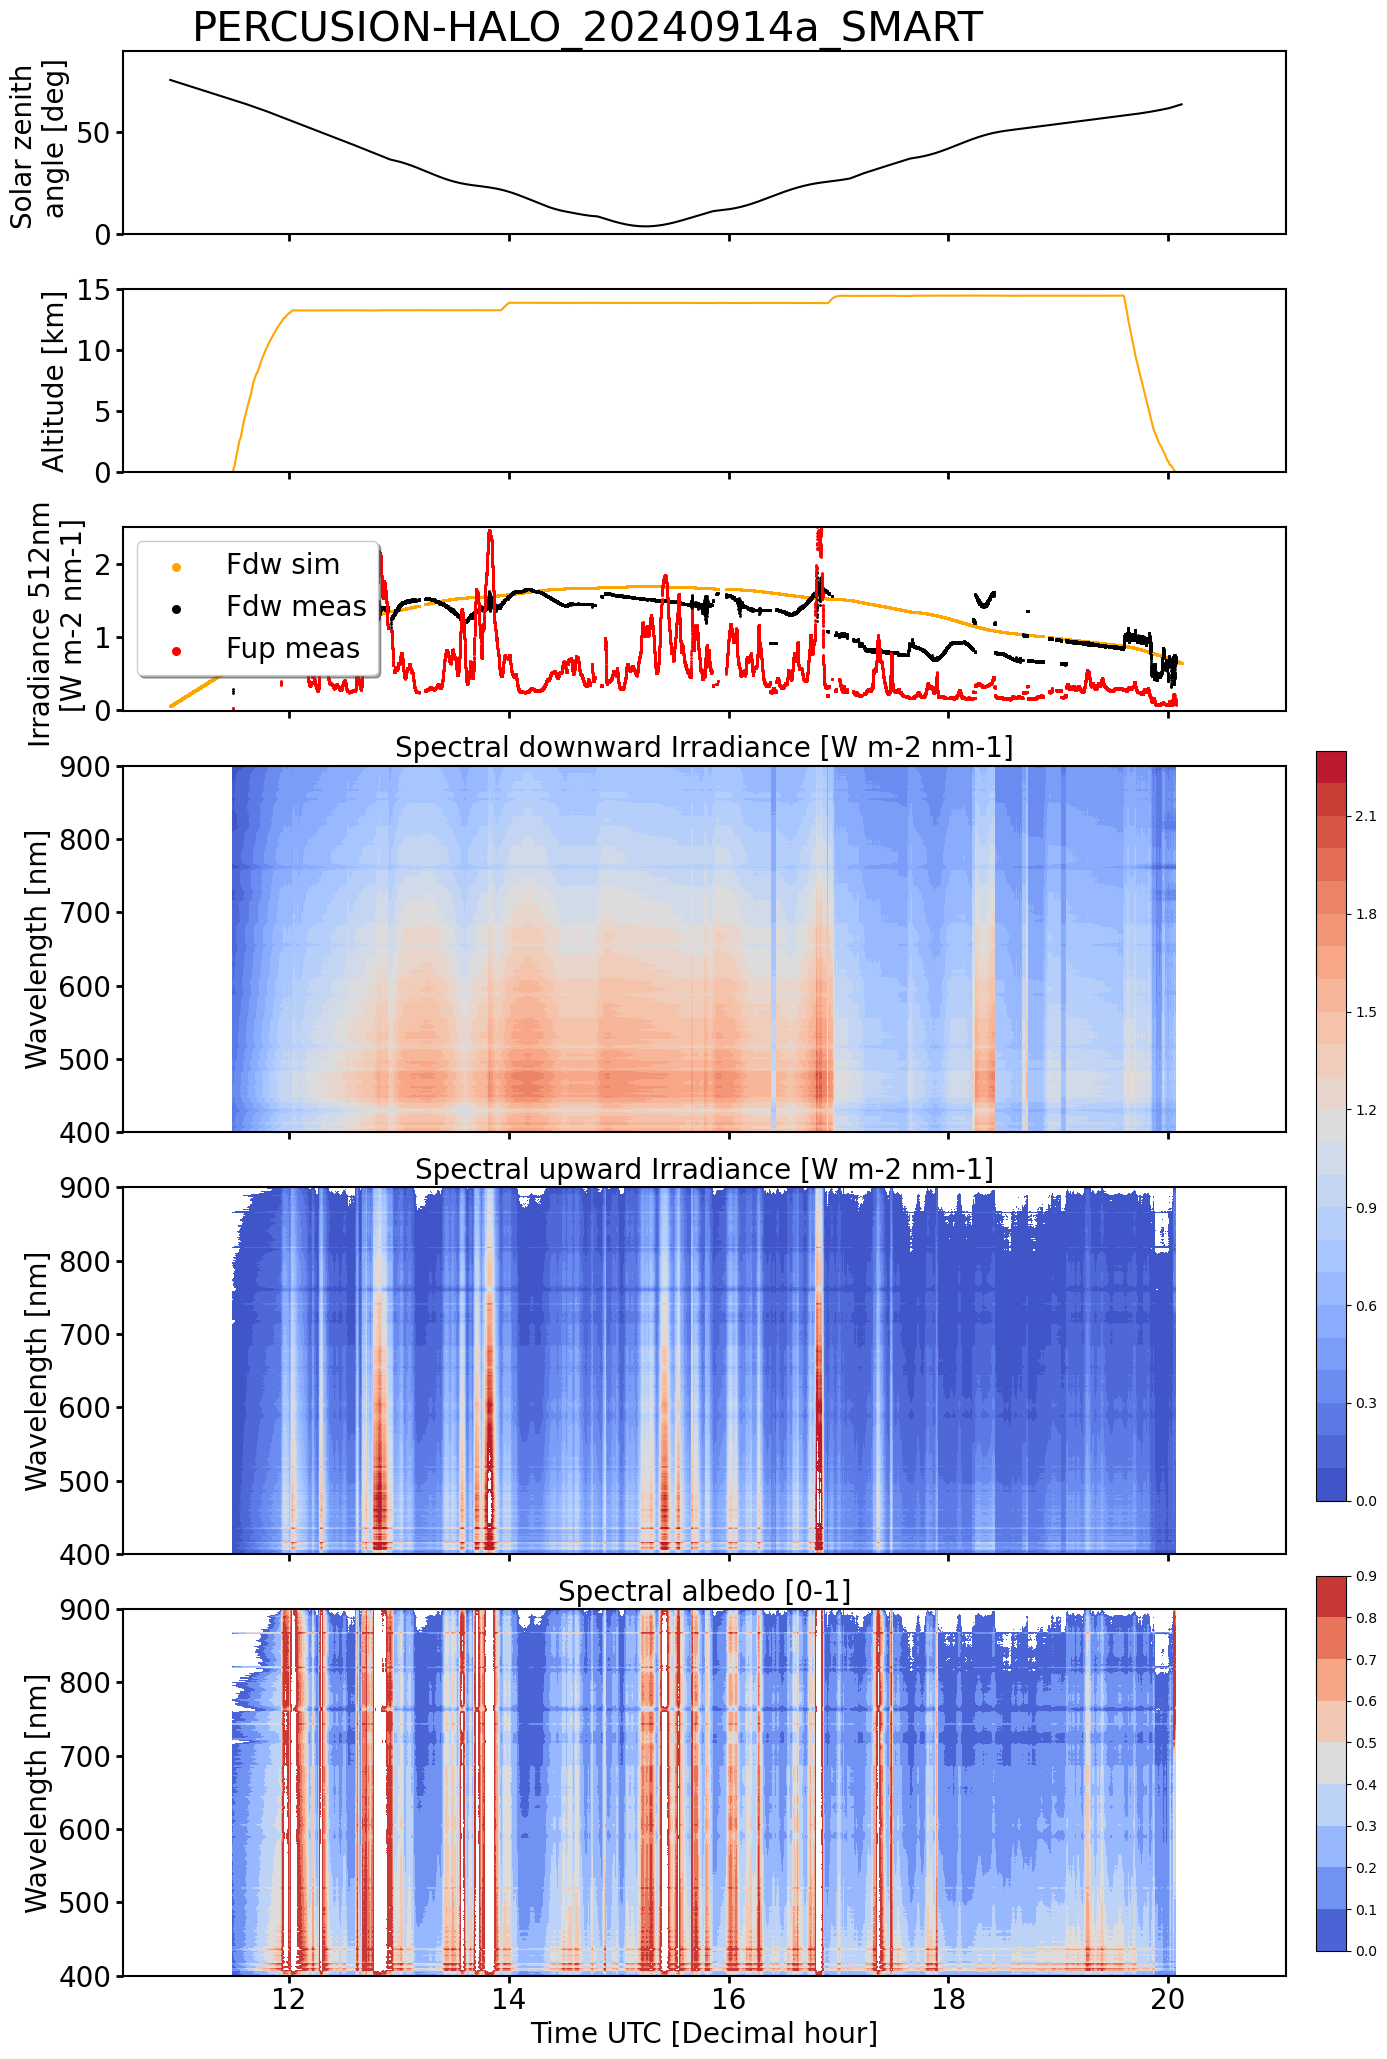 PERCUSION-HALO_20240914a_SMART
Solar zenith
angle [deg]
50
0
Altitude [km]
15
10
5
0
Irradiance 512nm
[W m-2 nm-1]
2
1
0
Fdw sim
Fdw meas
Fup meas
Spectral downward Irradiance [W m-2 nm-1]
Wavelength [nm]
900
800
700
600
500
400
2.1
1.8
1.5
1.2
0.9
0.6
0.3
0.0
Spectral upward Irradiance [W m-2 nm-1]
Wavelength [nm]
900
800
700
600
500
400
Spectral albedo [0-1]
Wavelength [nm]
900
800
700
600
500
400
0.9
0.8
0.7
0.6
0.5
0.4
0.3
0.2
0.1
0.0
12 14 16 18 20
Time UTC [Decimal hour]